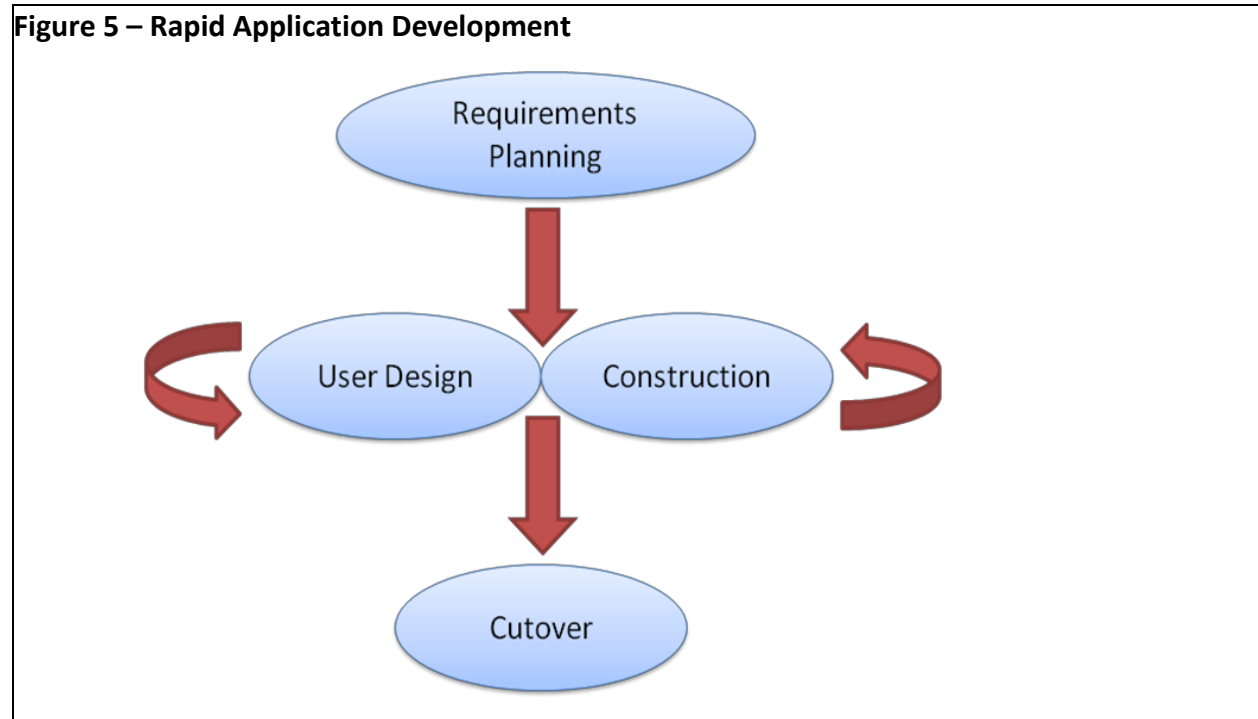 Figure 5 – Rapid Application Development
Requirements
Planning
User Design
Construction
Cutover